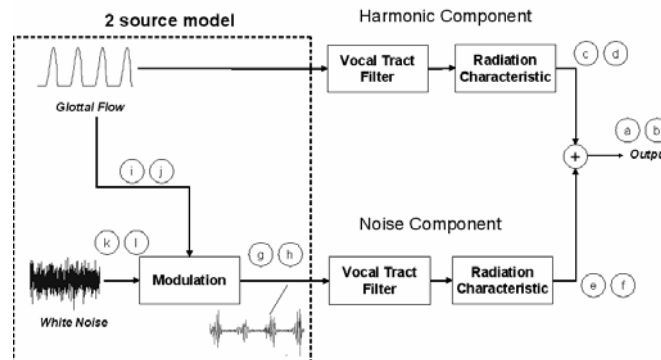 2 source model
Harmonic Component
Glottal Flow
Vocal Tract
Filter
Radiation
Characteristic
c d
a b
Output
i j
+
Noise Component
k l
g h
White Noise
Modulation
Vocal Tract
Filter
Radiation
Characteristic
e f